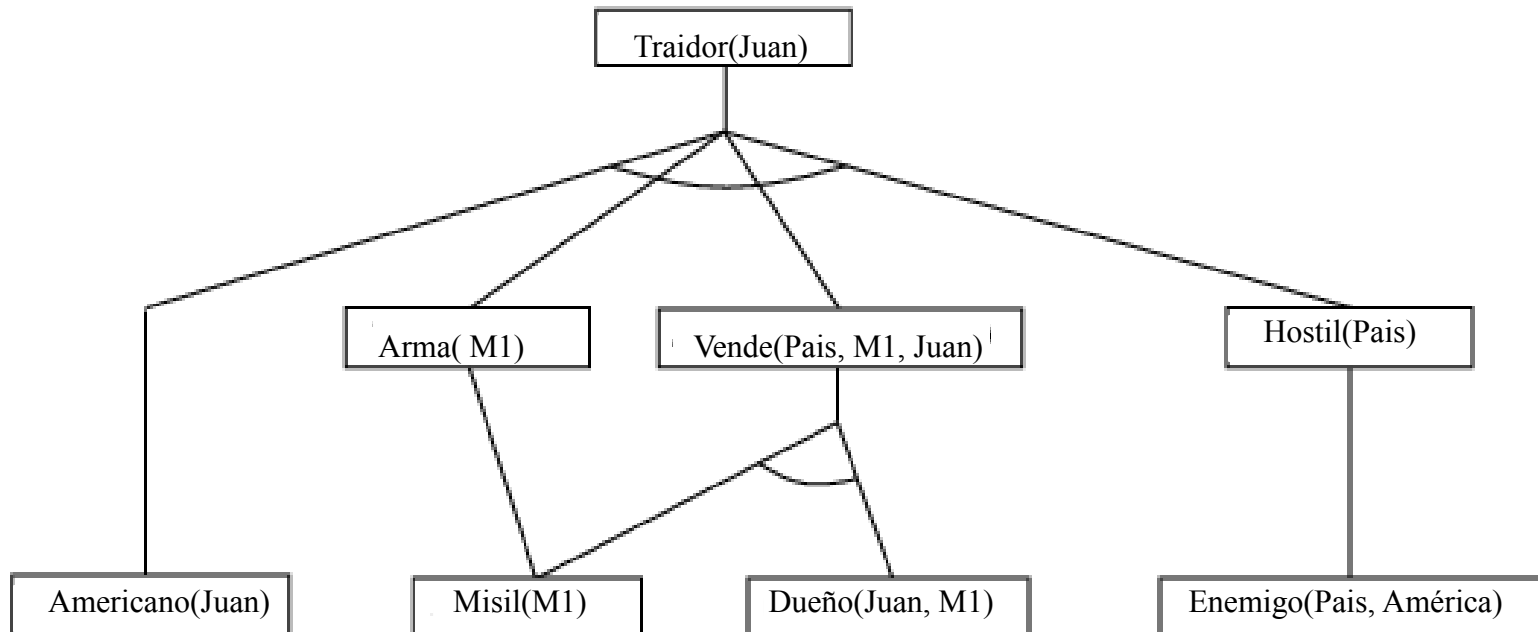 Traidor(Juan)
Arma( M1)
Vende(Pais, M1, Juan)
Hostil(Pais)
Americano(Juan)
Misil(M1)
Dueño(Juan, M1)
Enemigo(Pais, América)